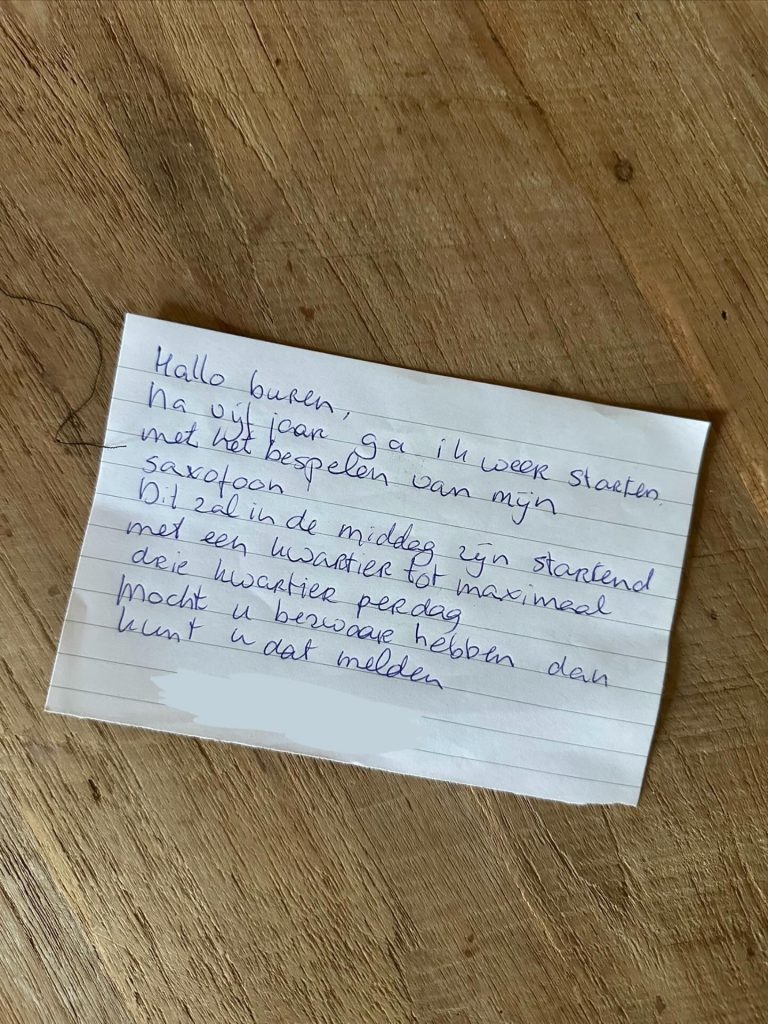 Hallo buren,
Na vijf jaar ga ik weer starten
met het bespelen van mijn
saxofoon
Dit zal in de middag zijn startend
met een kwartier tot maximaal
drie kwartier per dag
Mocht u bezwaar hebben dan
kunt u dat melden